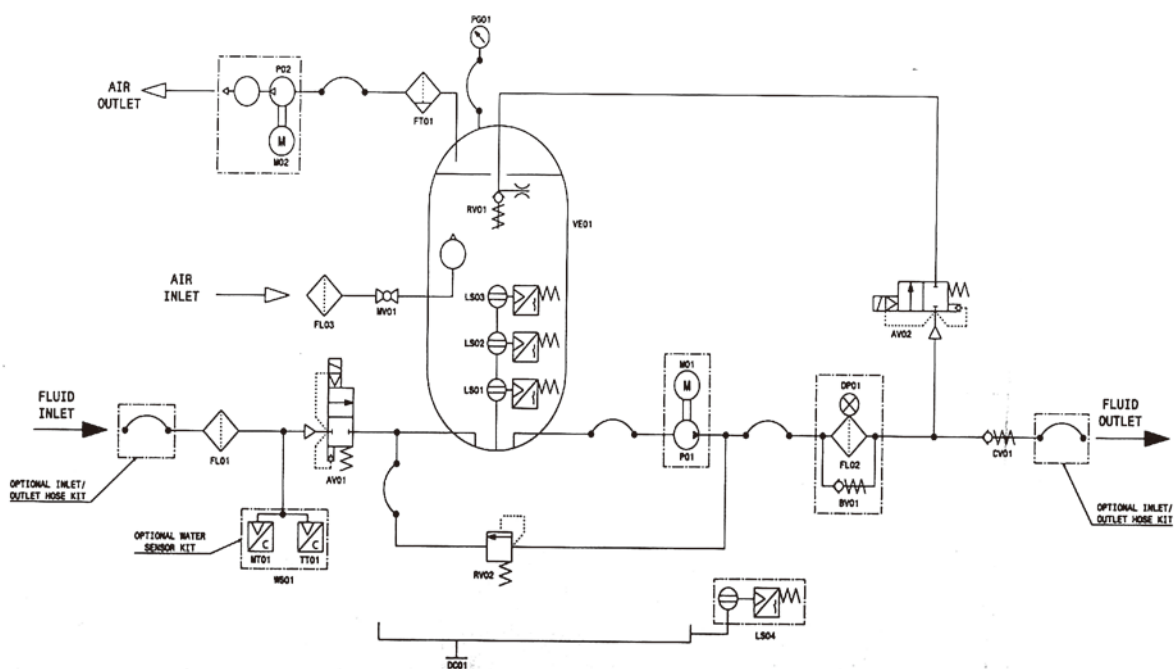 PG01
P02
AIR
OUTLET
M
M02
FT01
RV01
VE01
AIR
INLET
FL03
MV01
LS03
LS02
LS01
AV02
M01
M
P01
DP01
FL02
BV01
FLUID
INLET
FL01
AV01
FLUID
OUTLET
CV01
OPTIONAL INLET/
OUTLET HOSE KIT
OPTIONAL WATER
SENSOR KIT
C
C
MT01
TT01
WS01
RV02
OPTIONAL INLET/
OUTLET HOSE KIT
LS04
DC01